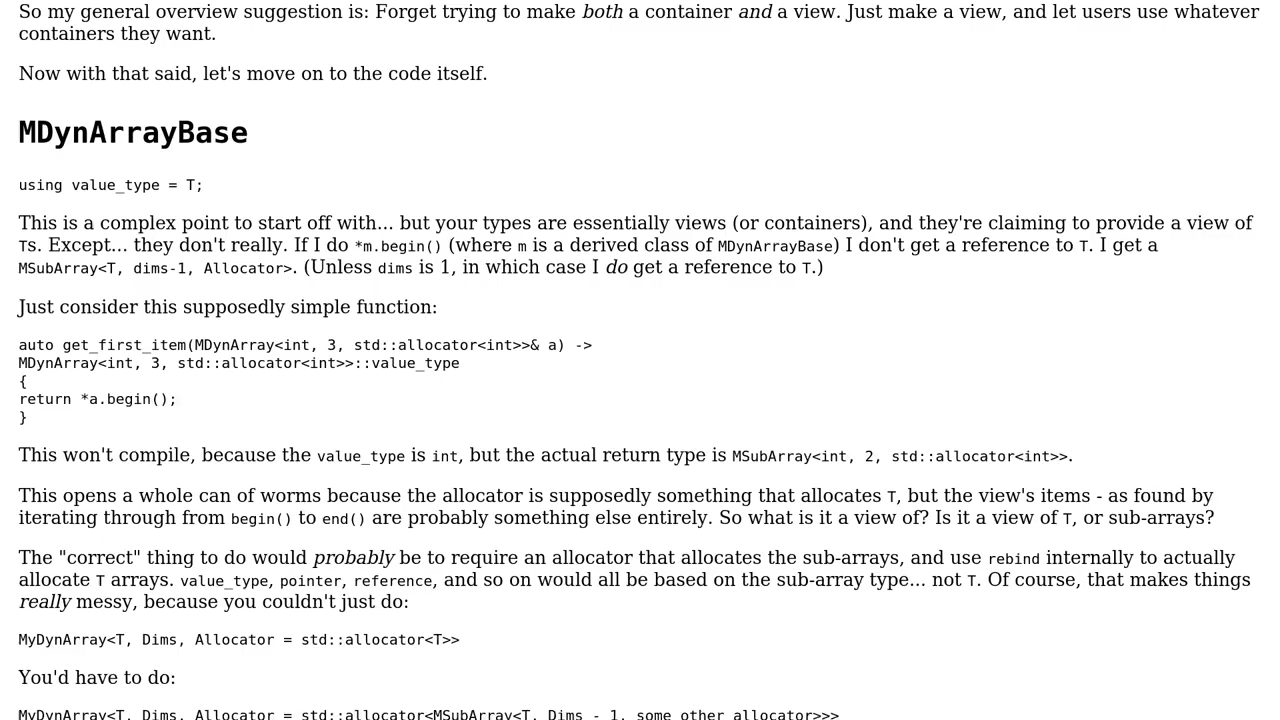 So my general overview suggestion is: Forget trying to make both a container and a view. Just make a view, and let users use whatever
containers they want.
Now with that said, let's move on to the code itself.
MDynArrayBase
using value_type = T;
This is a complex point to start off with... but your types are essentially views (or containers), and they're claiming to provide a view of
Ts. Except... they don't really. If I do *m.begin() (where m is a derived class of MDynArrayBase) I don't get a reference to T. I get a
MSubArray<T, dims-1, Allocator>. (Unless dims is 1, in which case I do get a reference to T.)
Just consider this supposedly simple function:
auto get_first_item(MDynArray<int, 3, std::allocator<int>>& a) ->
MDynArray<int, 3, std::allocator<int>>::value_type
{
return *a.begin();
}
This won't compile, because the value_type is int, but the actual return type is MSubArray<int, 2, std::allocator<int>>.
This opens a whole can of worms because the allocator is supposedly something that allocates T, but the view's items - as found by
iterating through from begin() to end() are probably something else entirely. So what is it a view of? Is it a view of T, or sub-arrays?
The "correct" thing to do would probably be to require an allocator that allocates the sub-arrays, and use rebind internally to actually
allocate T arrays. value_type, pointer, reference, and so on would all be based on the sub-array type... not T. Of course, that makes things
really messy, because you couldn't just do:
MyDynArray<T, Dims, Allocator = std::allocator<T>>
You'd have to do:
MyDynArray<T, Dims, Allocator = std::allocator<MSubArray<T, Dims - 1, some_other_allocator>>>